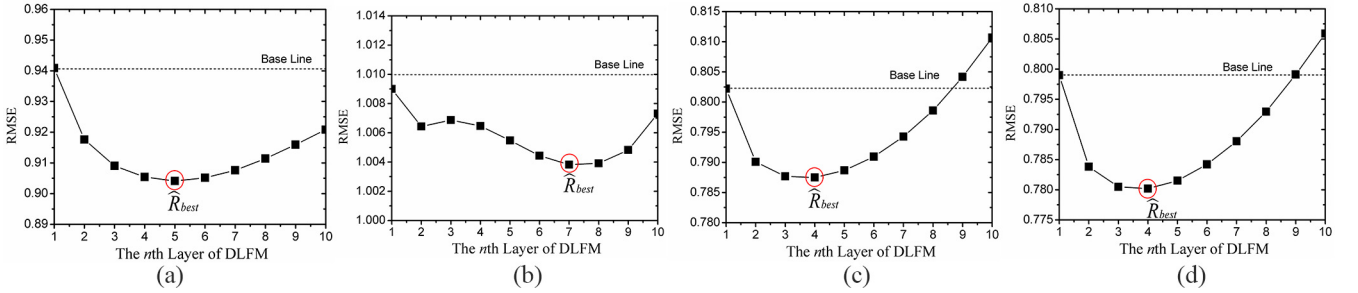 0.96
0.95
0.94
0.93
0.92
0.91
0.90
0.89
RMSE
Base Line
R̂best
1 2 3 4 5 6 7 8 9 10
The nth Layer of DLFM
(a)
1.014
1.012
1.010
1.008
1.006
1.004
1.002
1.000
RMSE
Base Line
R̂best
1 2 3 4 5 6 7 8 9 10
The nth Layer of DLFM
(b)
0.815
0.810
0.805
0.800
0.795
0.790
0.785
0.780
RMSE
Base Line
R̂best
1 2 3 4 5 6 7 8 9 10
The nth Layer of DLFM
(c)
0.810
0.805
0.800
0.795
0.790
0.785
0.780
0.775
RMSE
Base Line
R̂best
1 2 3 4 5 6 7 8 9 10
The nth Layer of DLFM
(d)